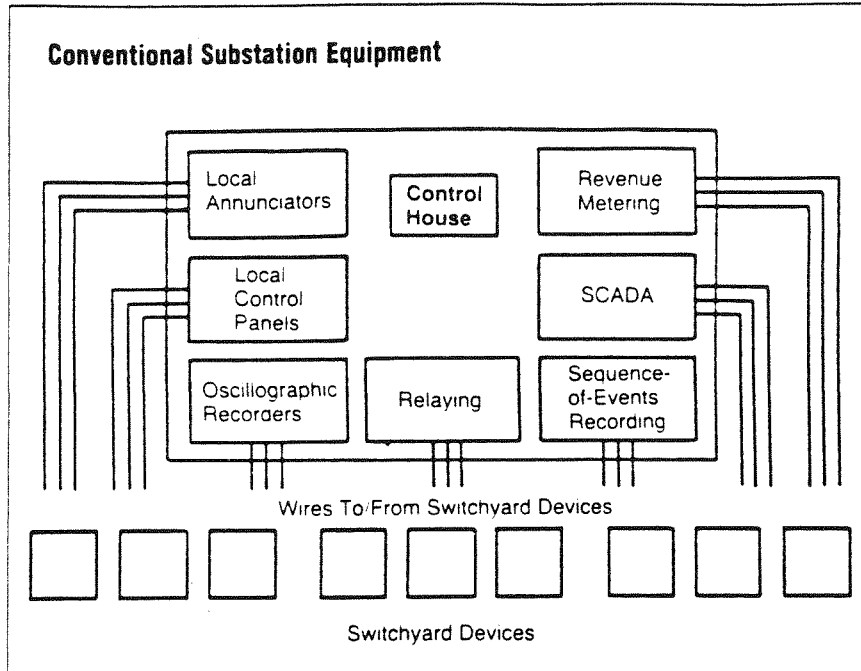 Conventional Substation Equipment
Local
Annunciators
Control
House
Revenue
Metering
Local
Control
Panels
SCADA
Oscillographic
Recorders
Relaying
Sequence-
of-Events
Recording
Wires To/From Switchyard Devices
Switchyard Devices